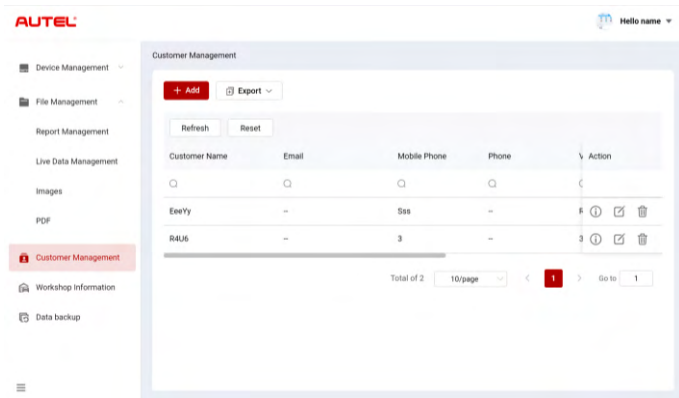 AUTEL
Hello name
Device Management
File Management
Report Management
Live Data Management
Images
PDF
Customer Management
Workshop Information
Data backup
Customer Management
+ Add
Export
Refresh
Reset
Customer Name Email Mobile Phone Phone V Action
EeeYy -- Sss --
R4U6 -- 3 -- 3
Total of 2 10/page < 1 > Go to 1